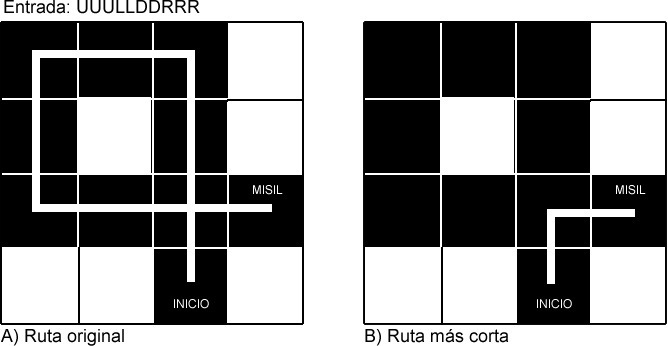 Entrada: UUULLDDRRR
MISIL
MISIL
INICIO
INICIO
A) Ruta original
B) Ruta más corta